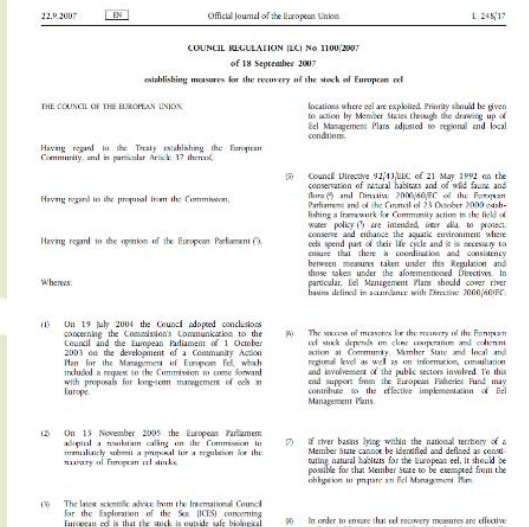 22.9.2007
EN
Official Journal of the European Union
L 248/17
COUNCIL REGULATION (EC) No 1100/2007
of 18 September 2007
establishing measures for the recovery of the stock of European eel
THE COUNCIL OF THE EUROPEAN UNION,
Having regard to the Treaty establishing the European
Community, and in particular Article 37 thereof,
Having regard to the proposal from the Commission,
Having regard to the opinion of the European Parliament (¹),
Whereas:
(1) On 19 July 2004 the Council adopted conclusions
concerning the Commission's Communication to the
Council and the European Parliament of 1 October
2003 on the development of a Community Action
Plan for the Management of European Eel, which
included a request to the Commission to come forward
with proposals for long-term management of eels in
Europe.
(2) On 15 November 2005 the European Parliament
adopted a resolution calling on the Commission to
immediately submit a proposal for a regulation for the
recovery of European eel stocks.
(3) The latest scientific advice from the International Council
for the Exploration of the Sea (ICES) concerning
European eel is that the stock is outside safe biological
locations where eel are exploited. Priority should be given
to action by Member States through the drawing up of
Eel Management Plans adjusted to regional and local
conditions.
(5) Council Directive 92/43/EEC of 21 May 1992 on the
conservation of natural habitats and of wild fauna and
flora (²) and Directive 2000/60/EC of the European
Parliament and of the Council of 23 October 2000 estab-
lishing a framework for Community action in the field of
water policy (³) are intended, inter alia, to protect,
conserve and enhance the aquatic environment where
eels spend part of their life cycle and it is necessary to
ensure that there is coordination and consistency
between measures taken under this Regulation and
those taken under the aforementioned Directives. In
particular, Eel Management Plans should cover river
basins defined in accordance with Directive 2000/60/EC.
(6) The success of measures for the recovery of the European
eel stock depends on close cooperation and coherent
action at Community, Member State and local and
regional level as well as on information, consultation
and involvement of the public sectors involved. To this
end support from the European Fisheries Fund may
contribute to the effective implementation of Eel
Management Plans.
(7) If river basins lying within the national territory of a
Member State cannot be identified and defined as consti-
tuting natural habitats for the European eel, it should be
possible for that Member State to be exempted from the
obligation to prepare an Eel Management Plan.
(8) In order to ensure that eel recovery measures are effective